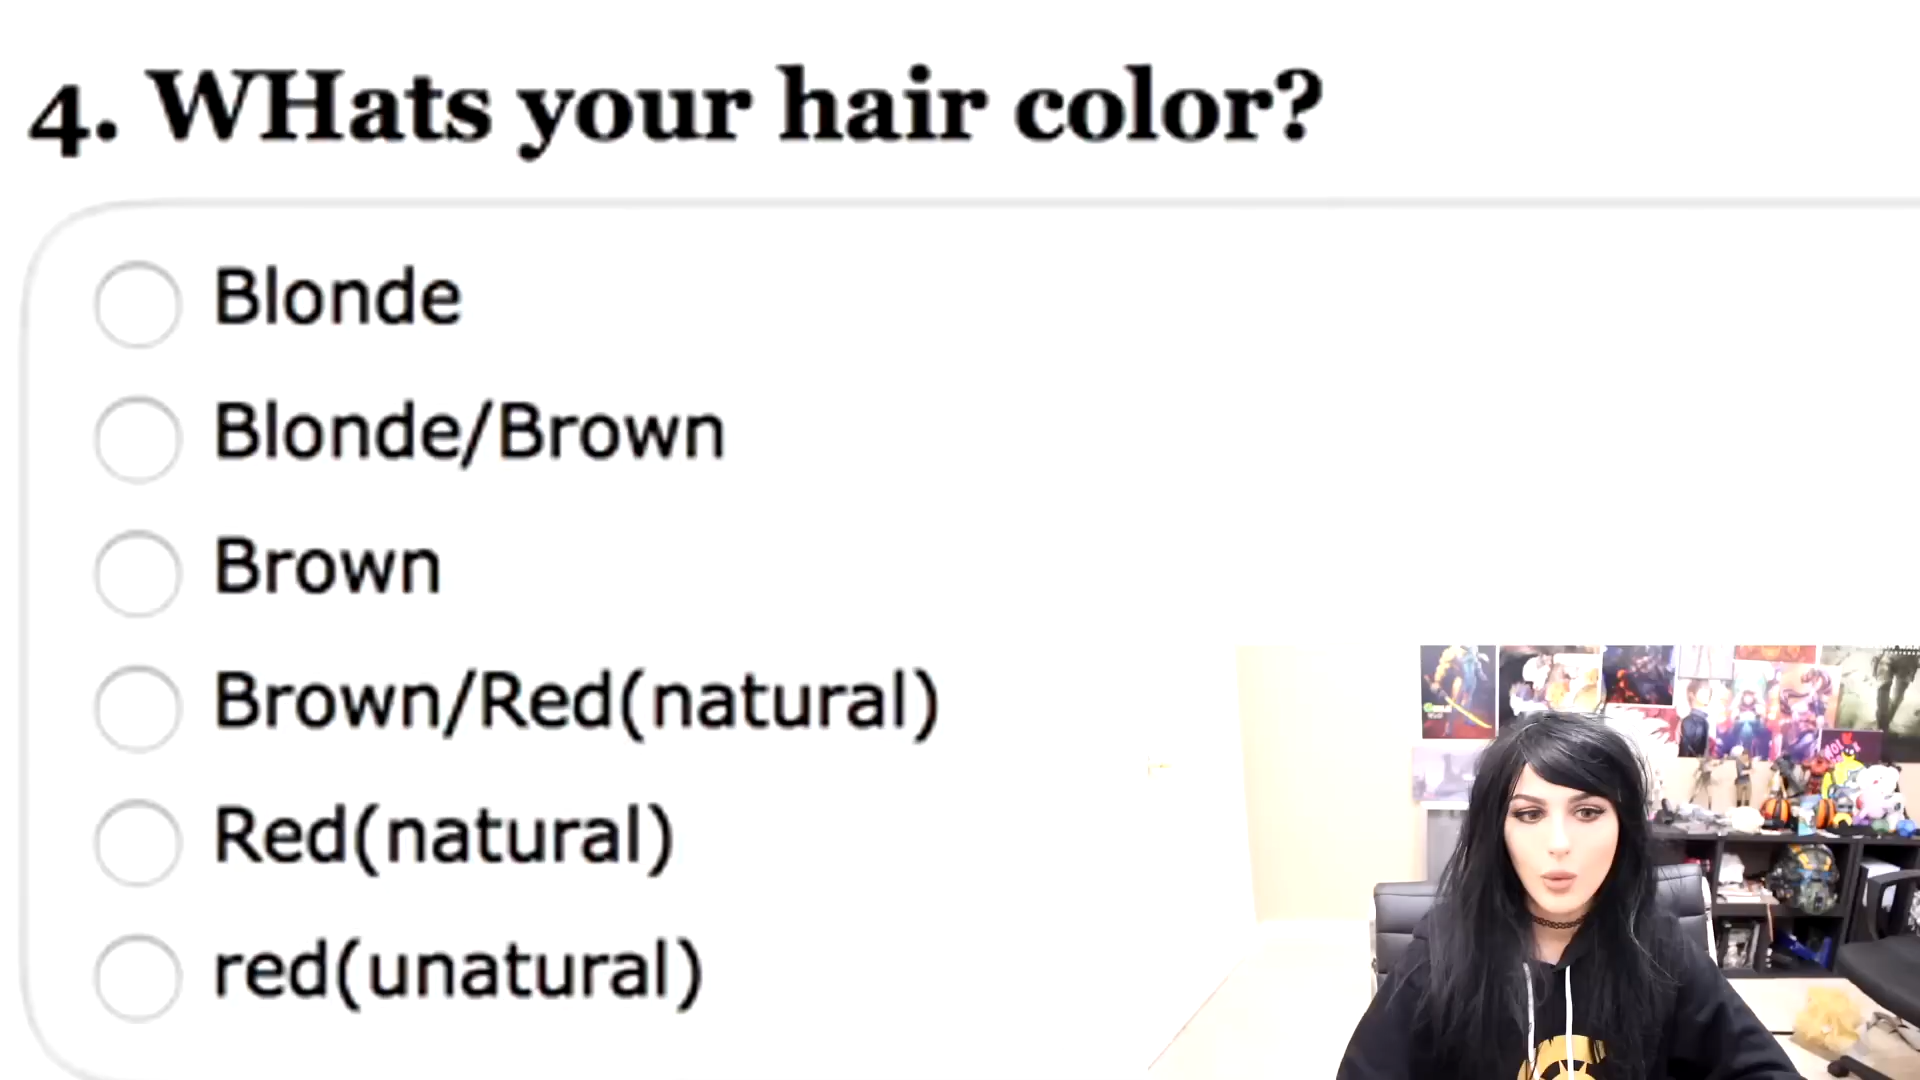 4. WHats your hair color?
Blonde
Blonde/Brown
Brown
Brown/Red(natural)
Red(natural)
red(unatural)